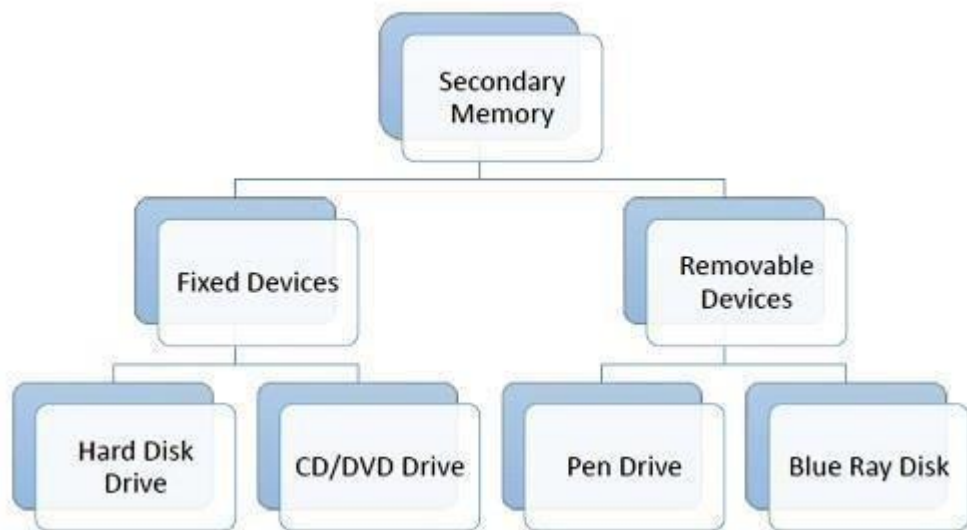 Secondary
Memory
Fixed Devices
Removable
Devices
Hard Disk
Drive
CD/DVD Drive
Pen Drive
Blue Ray Disk